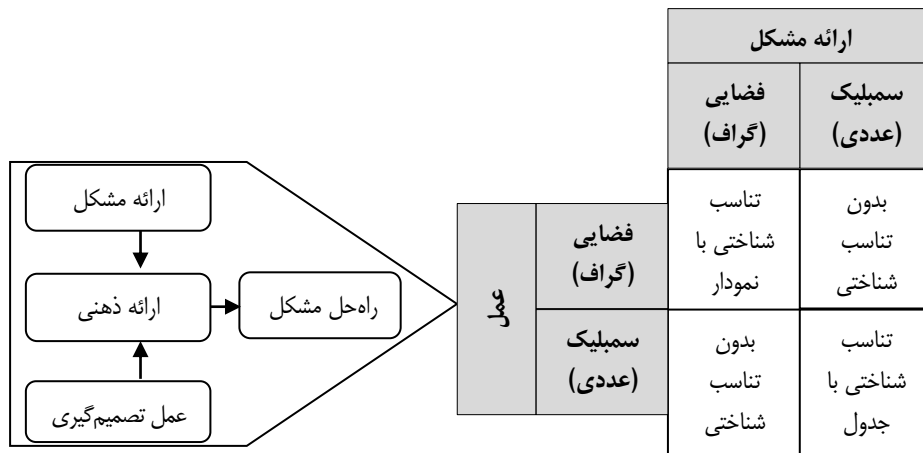 ارائه مشکل
سمبلیک
(عددی)
فضایی
(گراف)
ارائه مشکل
ارائه ذهنی
راه‌حل مشکل
عمل تصمیم‌گیری
عمل
فضایی
(گراف)
تناسب
شناختی با
نمودار
بدون
تناسب
شناختی
سمبلیک
(عددی)
بدون
تناسب
شناختی
تناسب
شناختی با
جدول